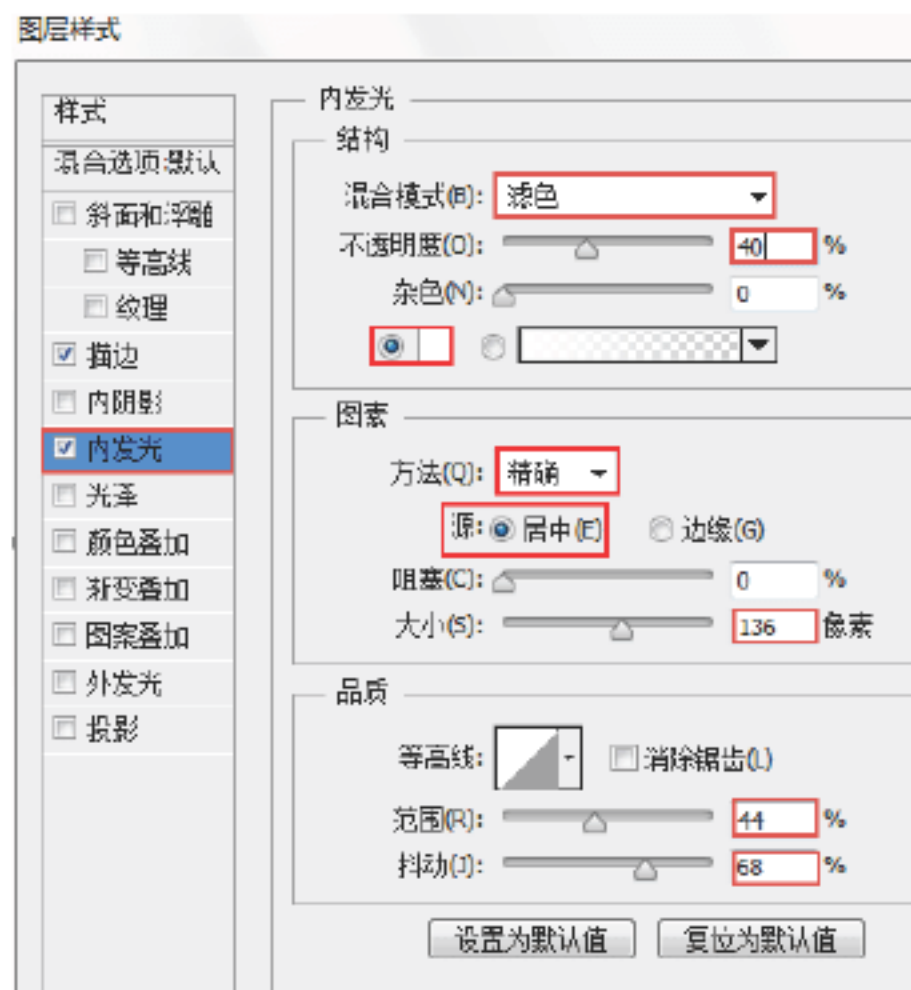 图层样式
样式
混合选项:默认
斜面和浮雕
等高线
纹理
描边
内阴影
内发光
光泽
颜色叠加
渐变叠加
图案叠加
外发光
投影
内发光
结构
混合模式(B): 滤色
不透明度(O): 40 %
杂色(N): 0 %
图素
方法(Q): 精确
源: 居中(E) 边缘(G)
阻塞(C): 0 %
大小(S): 136 像素
品质
等高线: 消除锯齿(L)
范围(R): 44 %
抖动(J): 68 %
设置为默认值 复位为默认值